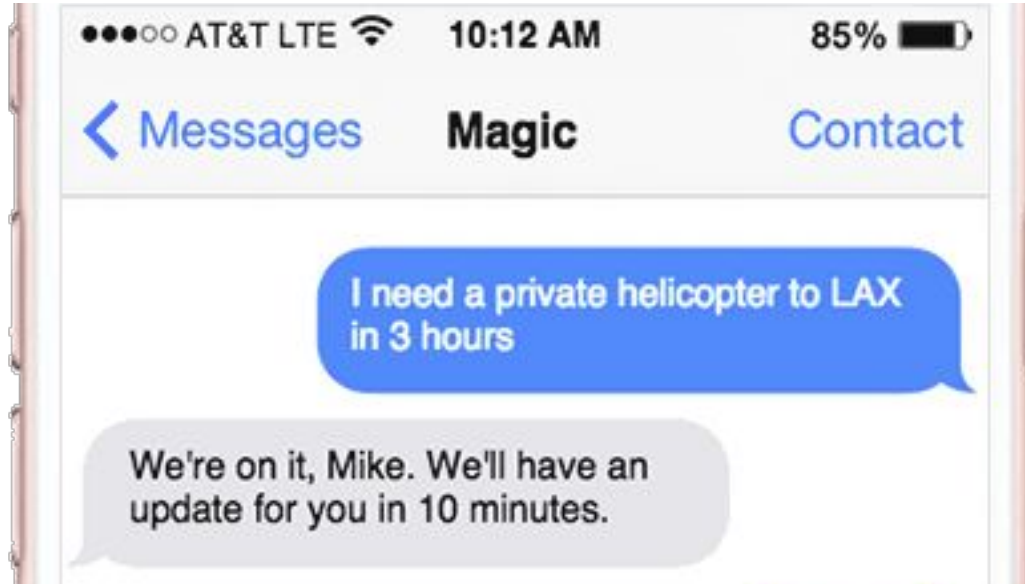 AT&T LTE 10:12 AM 85%
Messages Magic Contact
I need a private helicopter to LAX
in 3 hours
We're on it, Mike. We'll have an
update for you in 10 minutes.